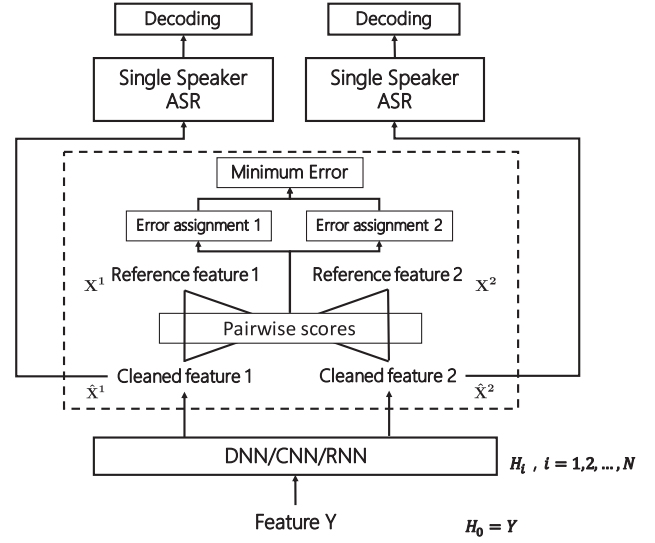 Decoding Decoding
Single Speaker ASR Single Speaker ASR
Minimum Error
Error assignment 1 Error assignment 2
X¹ Reference feature 1 Reference feature 2 X²
Pairwise scores
Cleaned feature 1 Cleaned feature 2
X̂¹ X̂²
DNN/CNN/RNN
H_i , i = 1,2, …, N
Feature Y
H_0 = Y